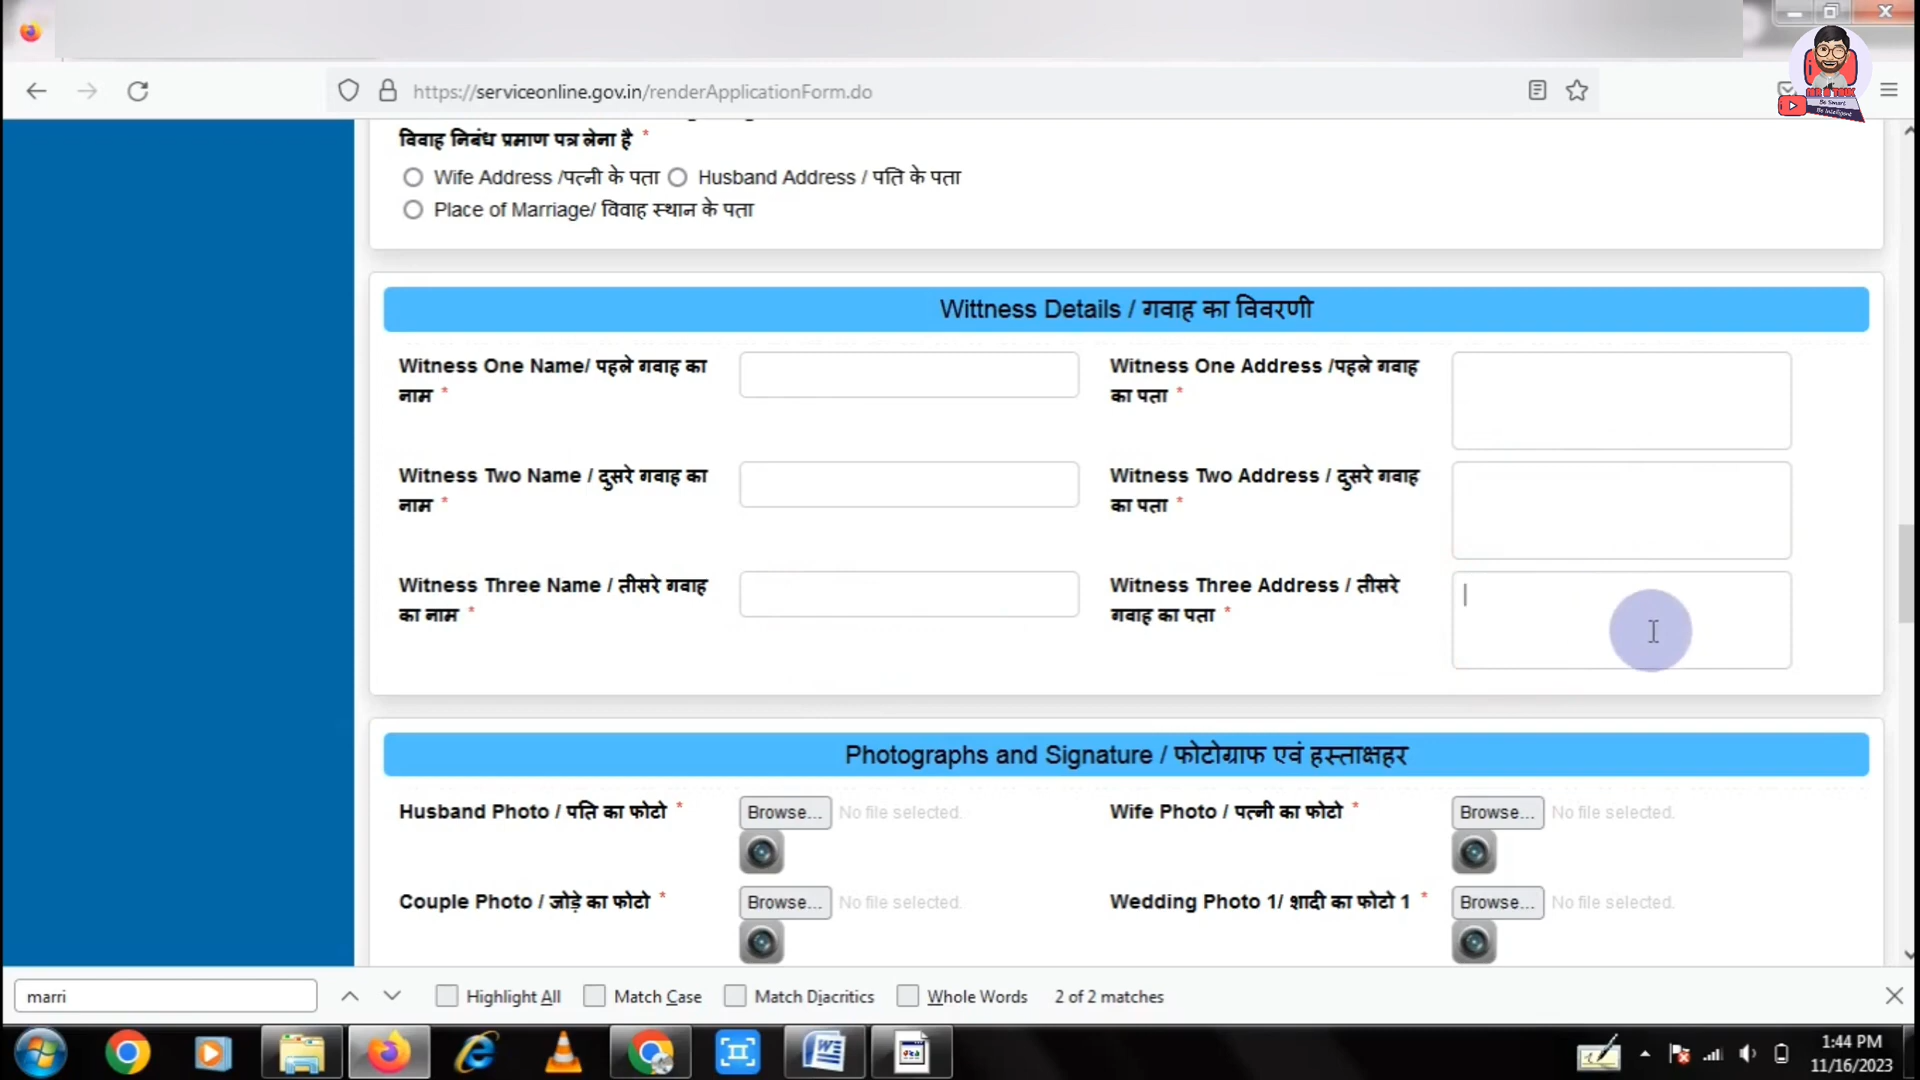 https://serviceonline.gov.in/renderApplicationForm.do
विवाह निबंध प्रमाण पत्र लेना है *
Wife Address /पत्नी के पता Husband Address / पति के पता
Place of Marriage/ विवाह स्थान के पता
Wittness Details / गवाह का विवरणी
Witness One Name/ पहले गवाह का
नाम *
Witness One Address /पहले गवाह
का पता *
Witness Two Name / दुसरे गवाह का
नाम *
Witness Two Address / दुसरे गवाह
का पता *
Witness Three Name / तीसरे गवाह
का नाम *
Witness Three Address / तीसरे
गवाह का पता *
Photographs and Signature / फोटोग्राफ एवं हस्ताक्षहर
Husband Photo / पति का फोटो * Browse... No file selected.
Wife Photo / पत्नी का फोटो * Browse... No file selected.
Couple Photo / जोड़े का फोटो * Browse... No file selected.
Wedding Photo 1/ शादी का फोटो 1 * Browse... No file selected.
marri Highlight All Match Case Match Diacritics Whole Words 2 of 2 matches
1:44 PM
11/16/2023
Be Smart
Be Intelligent